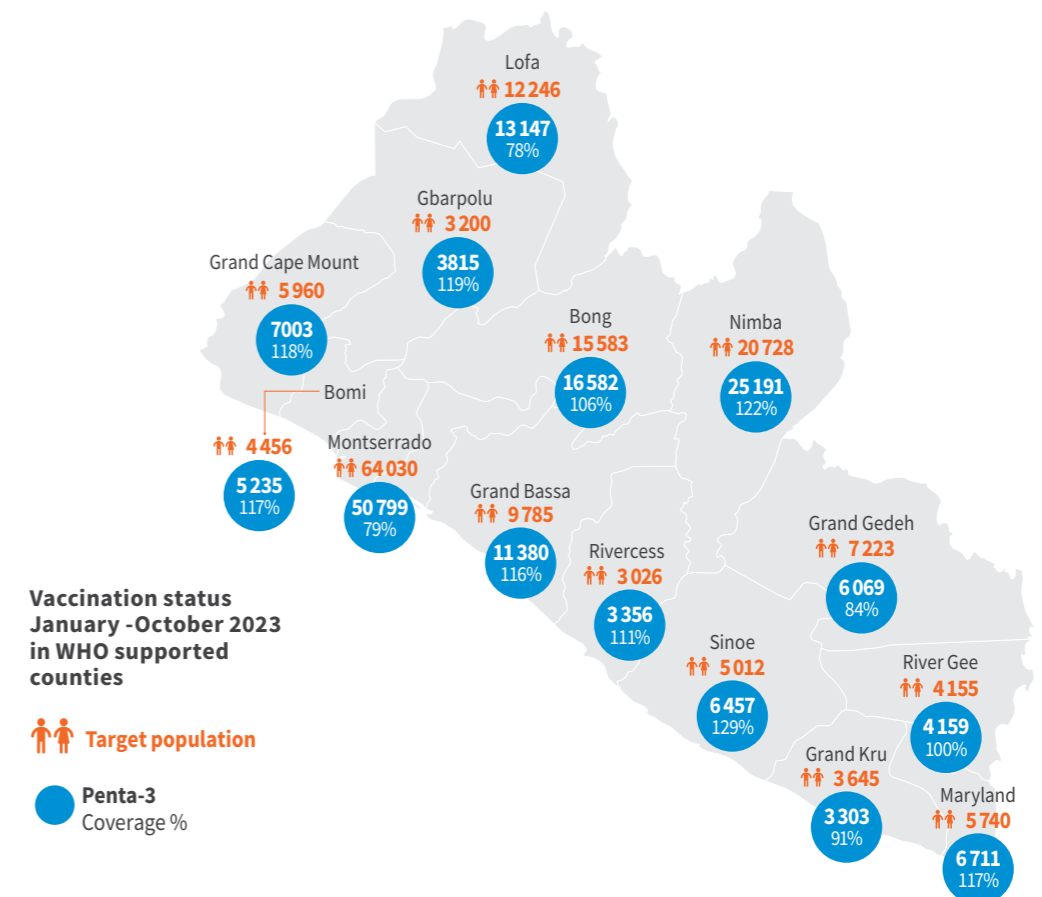 Lofa
12 246
13 147
78%
Gbarpolu
3 200
3815
119%
Grand Cape Mount
5 960
7003
118%
Bong
15 583
16 582
106%
Nimba
20 728
25 191
122%
Bomi
4 456
5 235
117%
Montserrado
64 030
50 799
79%
Grand Bassa
9 785
11 380
116%
Rivercess
3 026
3 356
111%
Grand Gedeh
7 223
6 069
84%
Sinoe
5 012
6 457
129%
River Gee
4 155
4 159
100%
Grand Kru
3 645
3 303
91%
Maryland
5 740
6 711
117%
Vaccination status
January -October 2023
in WHO supported
counties
Target population
Penta-3
Coverage %